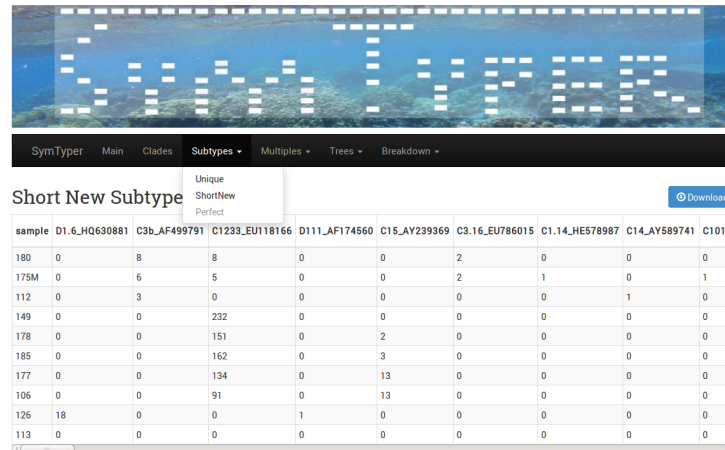 SymTyper
SymTyper Main Clades Subtypes Multiples Trees Breakdown
Unique
ShortNew
Perfect
Short New Subtype
Download
sample D1.6_HQ630881 C3b_AF499791 C1233_EU118166 D111_AF174560 C15_AY239369 C3.16_EU786015 C1.14_HE578987 C14_AY589741 C101
180 0 8 8 0 0 2 0 0 0
175M 0 6 5 0 0 2 1 0 1
112 0 3 0 0 0 0 0 1 0
149 0 0 232 0 0 0 0 0 0
178 0 0 151 0 2 0 0 0 0
185 0 0 162 0 3 0 0 0 0
177 0 0 134 0 13 0 0 0 0
106 0 0 91 0 13 0 0 0 0
126 18 0 0 1 0 0 0 0 0
113 0 0 0 0 0 0 0 0 0